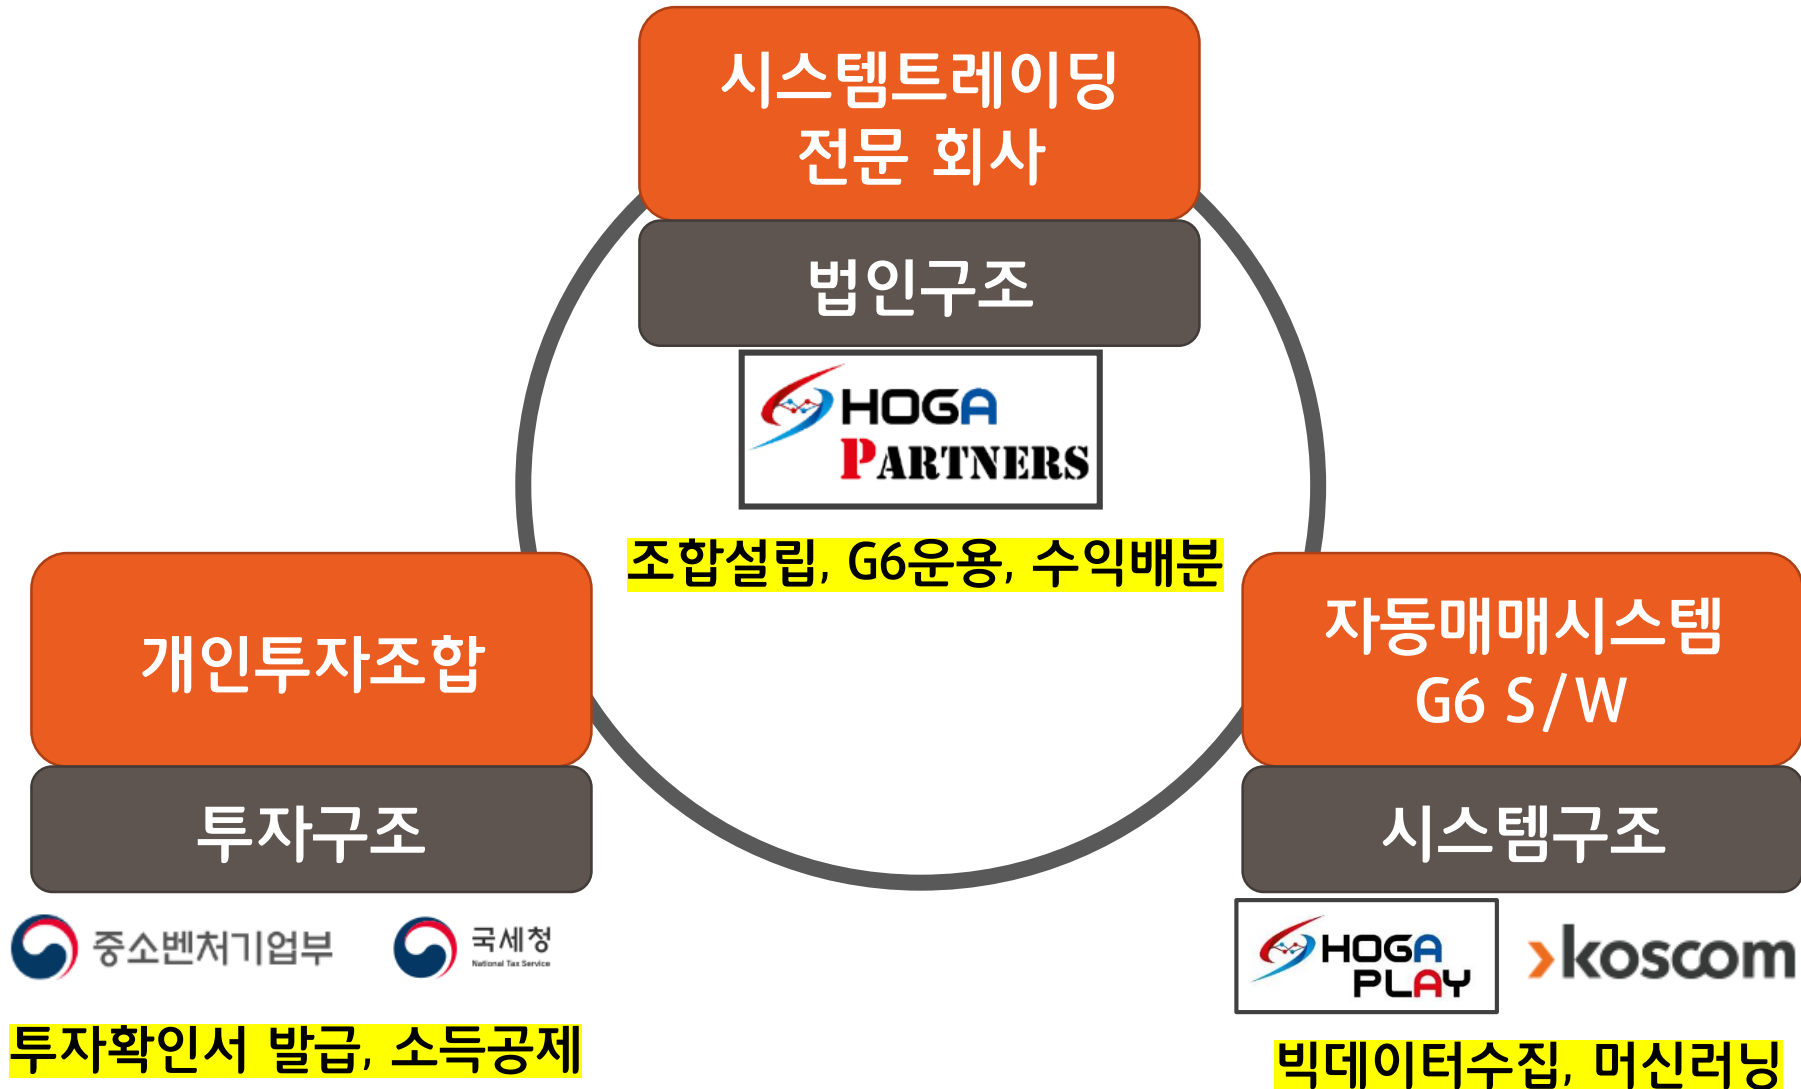 시스템트레이딩
전문 회사
법인구조
HOGA
PARTNERS
조합설립, G6운용, 수익배분
개인투자조합
투자구조
중소벤처기업부
국세청
National Tax Service
투자확인서 발급, 소득공제
자동매매시스템
G6 S/W
시스템구조
HOGA
PLAY
koscom
빅데이터수집, 머신러닝